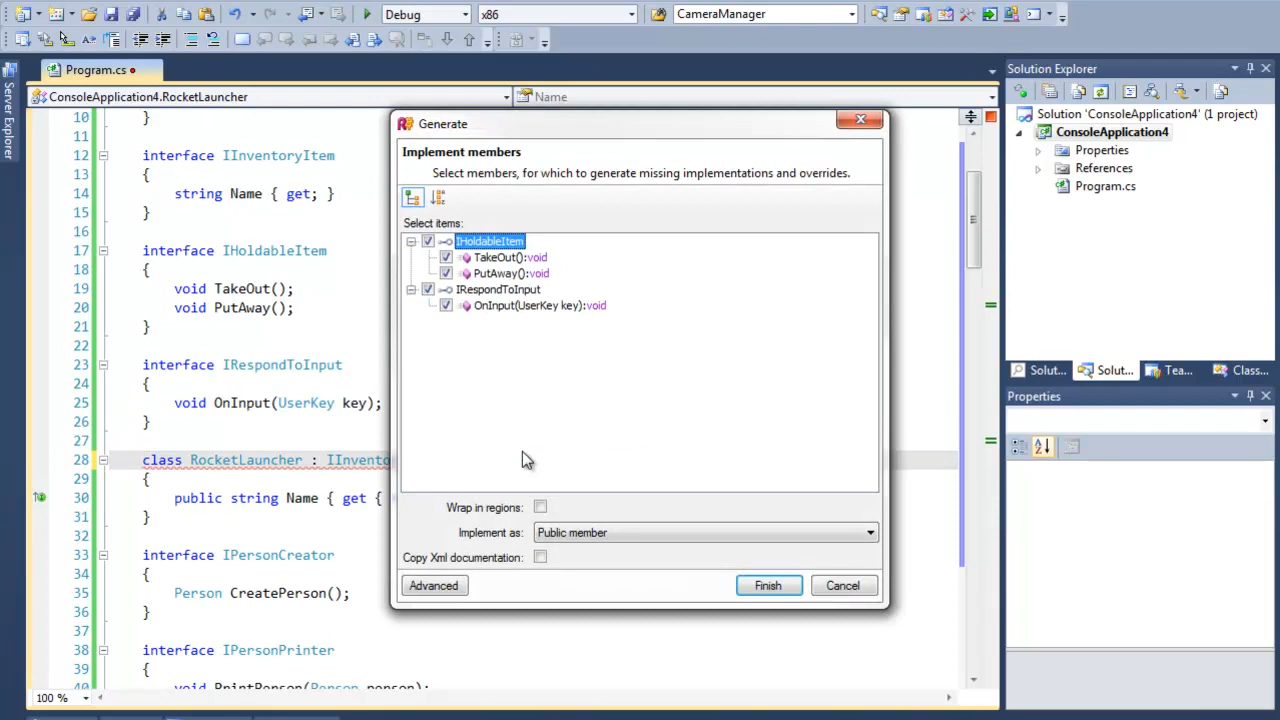 Debug
x86
CameraManager
Program.cs
Server Explorer
ConsoleApplication4.RocketLauncher
Name
10 }
11
12 interface IInventoryItem
13 {
14 string Name { get; }
15 }
16
17 interface IHoldableItem
18 {
19 void TakeOut();
20 void PutAway();
21 }
22
23 interface IRespondToInput
24 {
25 void OnInput(UserKey key);
26 }
27
28 class RocketLauncher : IInvento
29 {
30 public string Name { get {
31 }
32
33 interface IPersonCreator
34 {
35 Person CreatePerson();
36 }
37
38 interface IPersonPrinter
39 {
40 void PrintPerson(Person person);
100 %
Generate
Implement members
Select members, for which to generate missing implementations and overrides.
Select items:
IHoldableItem
TakeOut():void
PutAway():void
IRespondToInput
OnInput(UserKey key):void
Wrap in regions:
Implement as: Public member
Copy Xml documentation:
Advanced Finish Cancel
Solution Explorer
Solution 'ConsoleApplication4' (1 project)
ConsoleApplication4
Properties
References
Program.cs
Solut... Solut... Tea... Class...
Properties